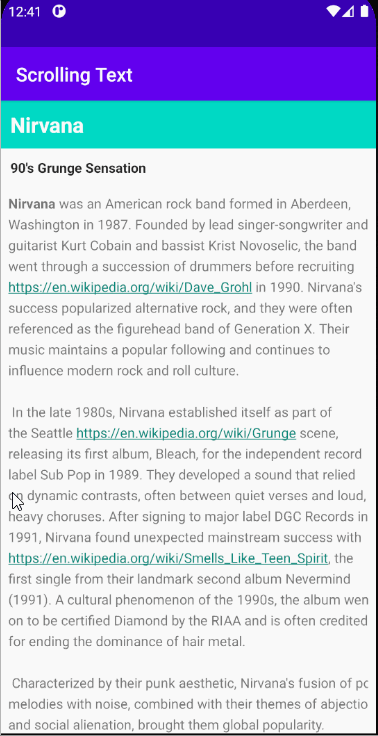 12:41
Scrolling Text
Nirvana
90's Grunge Sensation
Nirvana was an American rock band formed in Aberdeen,
Washington in 1987. Founded by lead singer-songwriter and
guitarist Kurt Cobain and bassist Krist Novoselic, the band
went through a succession of drummers before recruiting
https://en.wikipedia.org/wiki/Dave_Grohl in 1990. Nirvana's
success popularized alternative rock, and they were often
referenced as the figurehead band of Generation X. Their
music maintains a popular following and continues to
influence modern rock and roll culture.
In the late 1980s, Nirvana established itself as part of
the Seattle https://en.wikipedia.org/wiki/Grunge scene,
releasing its first album, Bleach, for the independent record
label Sub Pop in 1989. They developed a sound that relied
on dynamic contrasts, often between quiet verses and loud,
heavy choruses. After signing to major label DGC Records in
1991, Nirvana found unexpected mainstream success with
https://en.wikipedia.org/wiki/Smells_Like_Teen_Spirit, the
first single from their landmark second album Nevermind
(1991). A cultural phenomenon of the 1990s, the album wen
on to be certified Diamond by the RIAA and is often credited
for ending the dominance of hair metal.
Characterized by their punk aesthetic, Nirvana's fusion of po
melodies with noise, combined with their themes of abjectio
and social alienation, brought them global popularity.